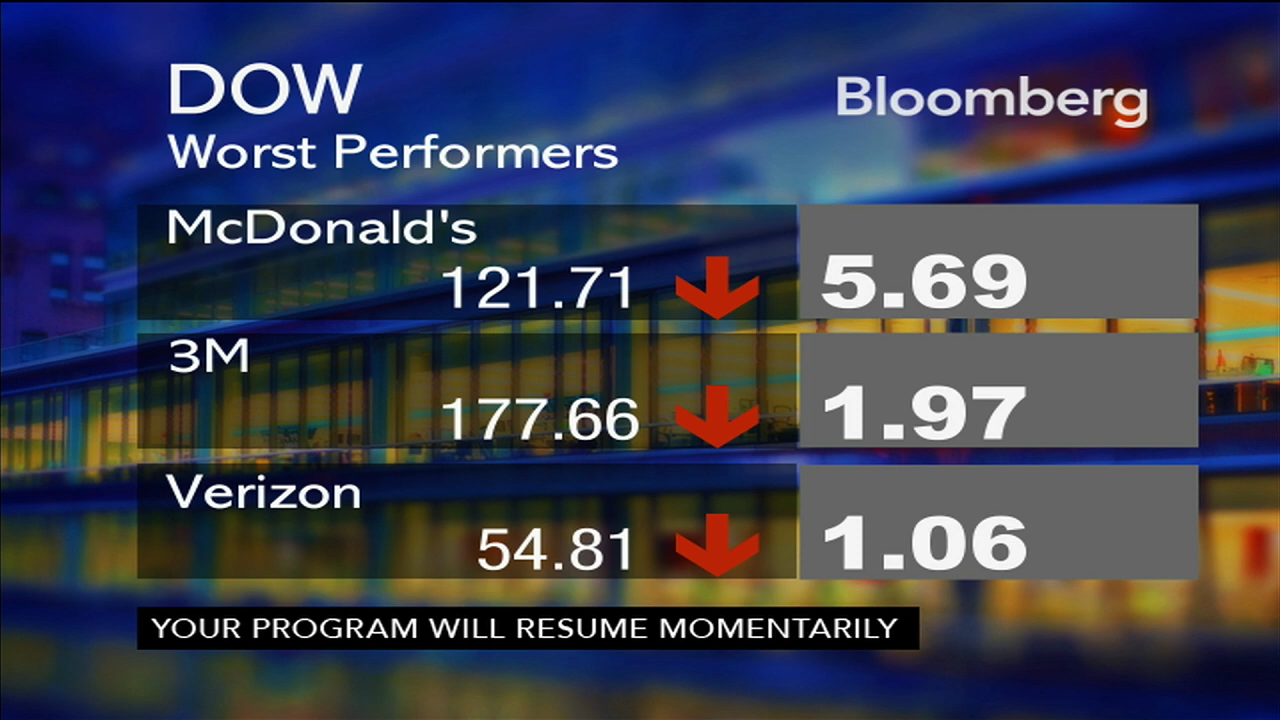 DOW
Bloomberg
Worst Performers
McDonald's
121.71 5.69
3M
177.66 1.97
Verizon
54.81 1.06
YOUR PROGRAM WILL RESUME MOMENTARILY